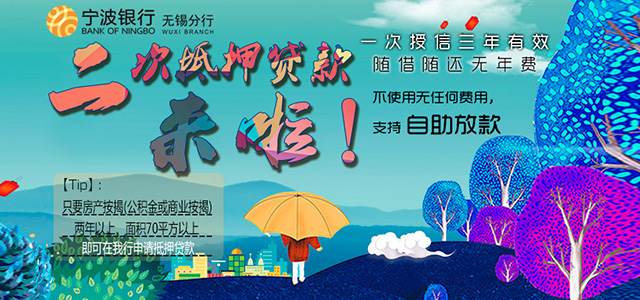 宁波银行 无锡分行
BANK OF NINGBO WUXI BRANCH
二次抵押贷款
来啦！
一次授信三年有效
随借随还无年费
不使用无任何费用，
支持 自助放款
【Tip】：
只要房产按揭(公积金或商业按揭)
两年以上，面积70平方以上
即可在我行申请抵押贷款